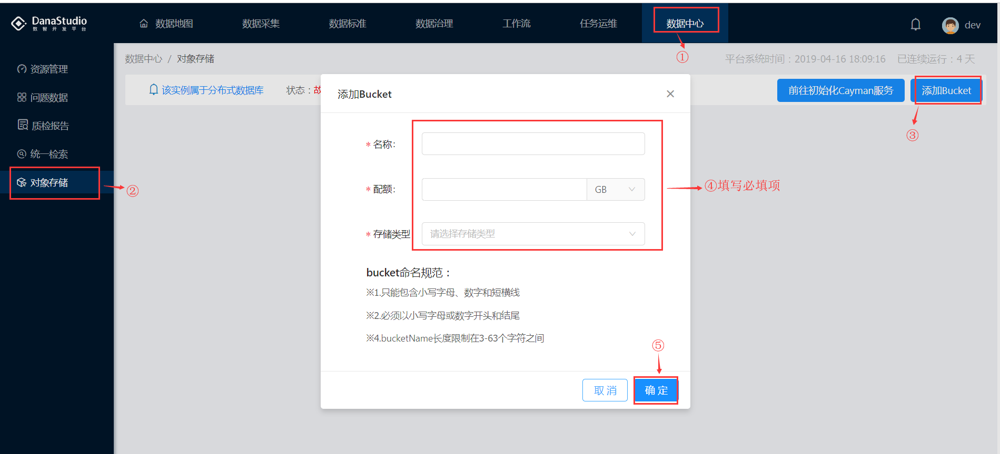 DanaStudio
数智开发平台
数据地图
数据采集
数据标准
数据治理
工作流
任务运维
数据中心
dev
①
资源管理
问题数据
质检报告
统一检索
对象存储
②
数据中心 / 对象存储
平台系统时间：2019-04-16 18:09:16 已连续运行：4 天
该实例属于分布式数据库
状态：故
前往初始化Cayman服务
添加Bucket
③
添加Bucket
* 名称:
* 配额:
GB
④填写必填项
* 存储类型
请选择存储类型
bucket命名规范：
※1.只能包含小写字母、数字和短横线
※2.必须以小写字母或数字开头和结尾
※4.bucketName长度限制在3-63个字符之间
⑤
取 消
确 定